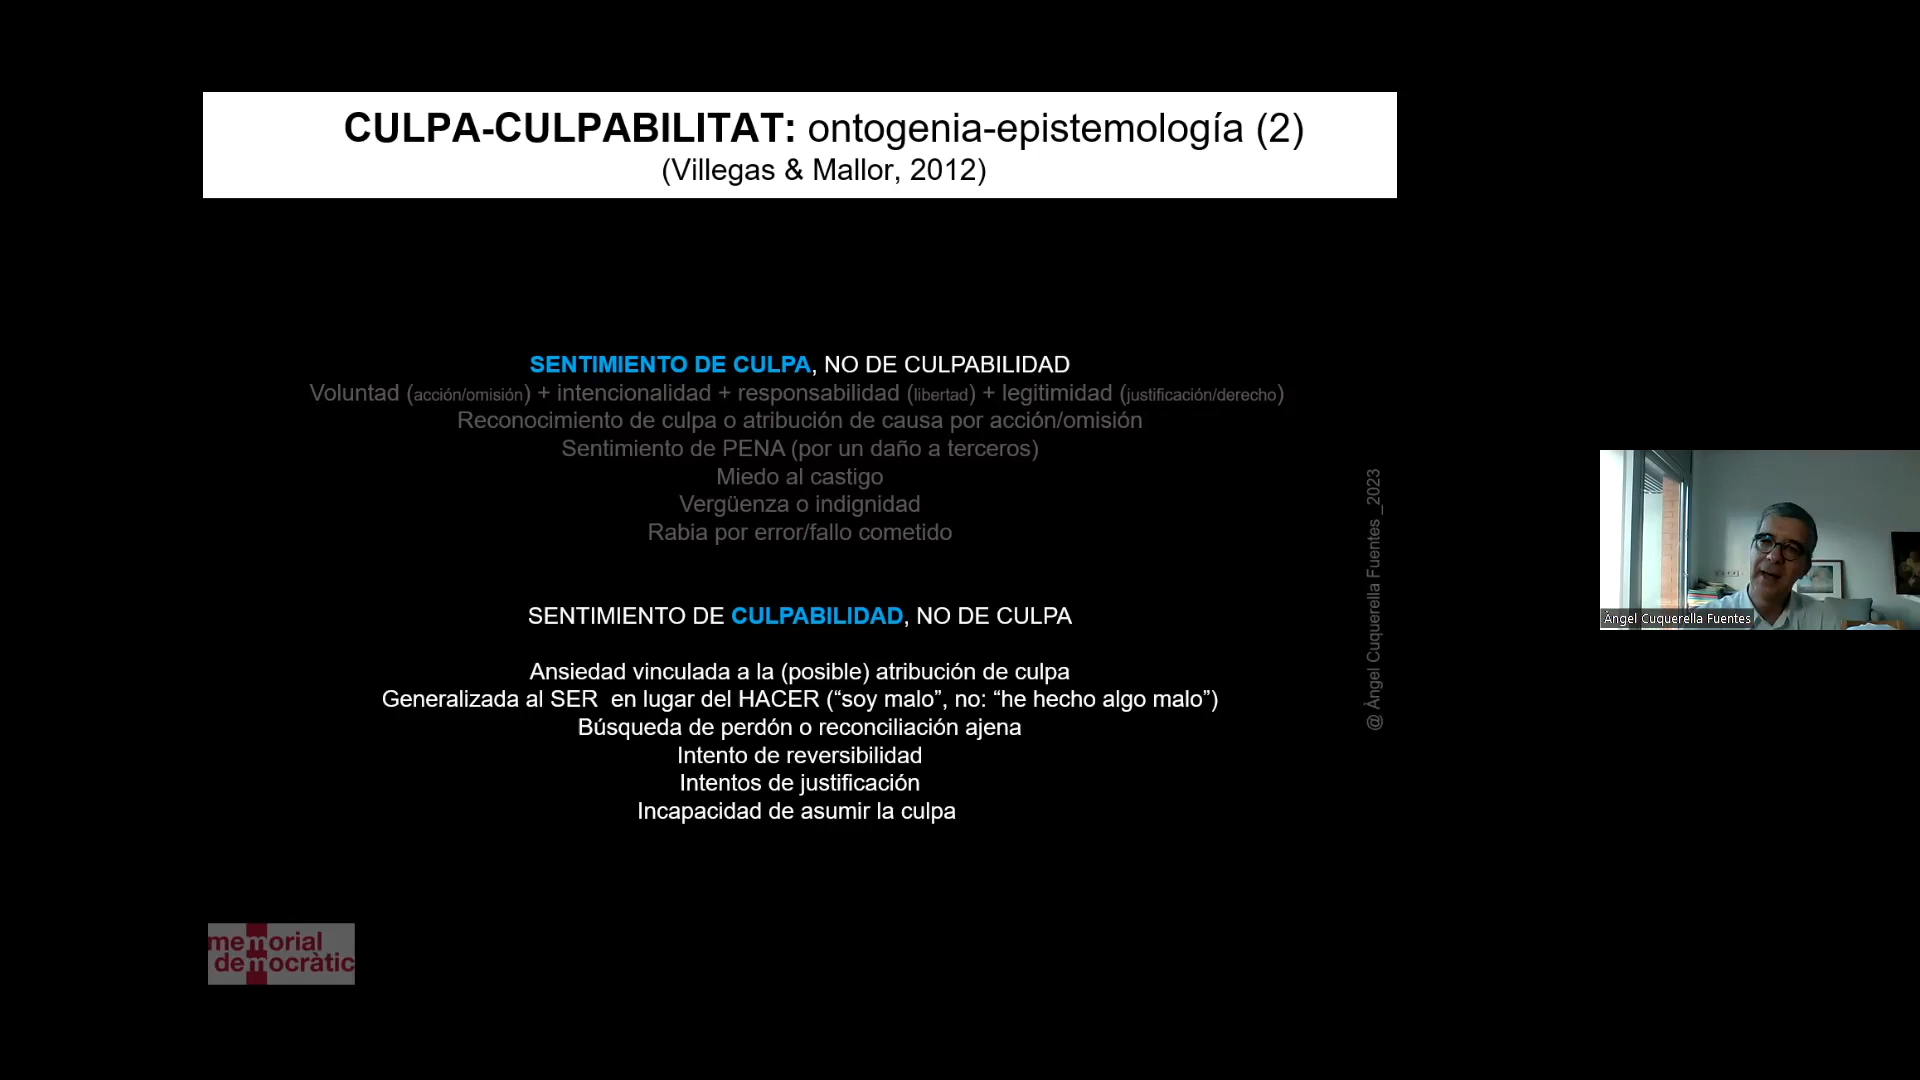 CULPA-CULPABILITAT: ontogenia-epistemología (2)
(Villegas & Mallor, 2012)
SENTIMIENTO DE CULPA, NO DE CULPABILIDAD
Voluntad (acción/omisión) + intencionalidad + responsabilidad (libertad) + legitimidad (justificación/derecho)
Reconocimiento de culpa o atribución de causa por acción/omisión
Sentimiento de PENA (por un daño a terceros)
Miedo al castigo
Vergüenza o indignidad
Rabia por error/fallo cometido
SENTIMIENTO DE CULPABILIDAD, NO DE CULPA
Ansiedad vinculada a la (posible) atribución de culpa
Generalizada al SER en lugar del HACER (“soy malo”, no: “he hecho algo malo”)
Búsqueda de perdón o reconciliación ajena
Intento de reversibilidad
Intentos de justificación
Incapacidad de asumir la culpa
@ Àngel Cuquerella Fuentes _2023
Àngel Cuquerella Fuentes
memorial
democràtic